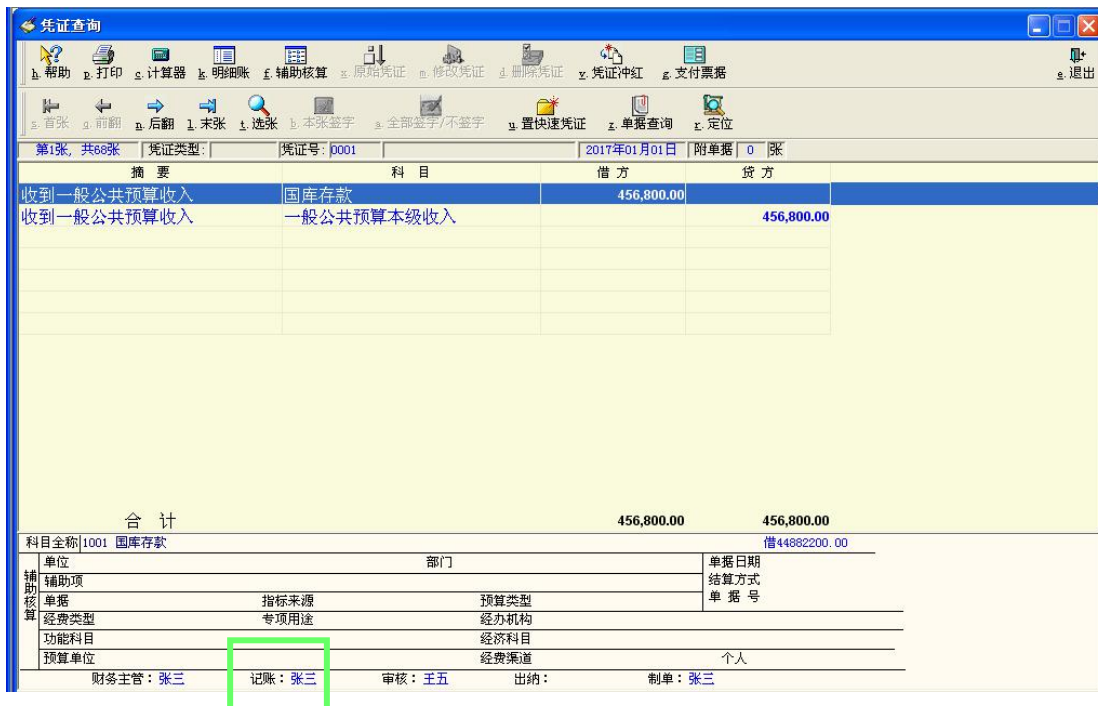 凭证查询
h.帮助 p.打印 c.计算器 k.明细账 f.辅助核算 x.原始凭证 m.修改凭证 d.删除凭证 v.凭证冲红 g.支付票据 e.退出
s.首张 q.前翻 n.后翻 l.末张 t.选张 b.本张签字 a.全部签字/不签字 u.置快速凭证 z.单据查询 r.定位
第1张, 共68张 凭证类型: 凭证号: 0001 2017年01月01日 附单据 0 张
摘 要 科 目 借 方 贷 方
收到一般公共预算收入 国库存款 456,800.00
收到一般公共预算收入 一般公共预算本级收入 456,800.00
合 计 456,800.00 456,800.00
科目全称 1001 国库存款 借44882200.00
辅助核算
单位 部门 单据日期
辅助项 结算方式
单据 指标来源 预算类型 单 据 号
经费类型 专项用途 经办机构
功能科目 经济科目
预算单位 经费渠道 个人
财务主管：张三 记账：张三 审核：王五 出纳： 制单：张三